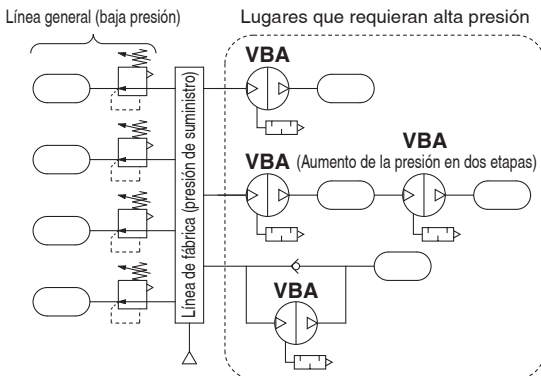 Línea general (baja presión)
Lugares que requieran alta presión
VBA
Línea de fábrica (presión de suministro)
VBA
VBA
(Aumento de la presión en dos etapas)
VBA